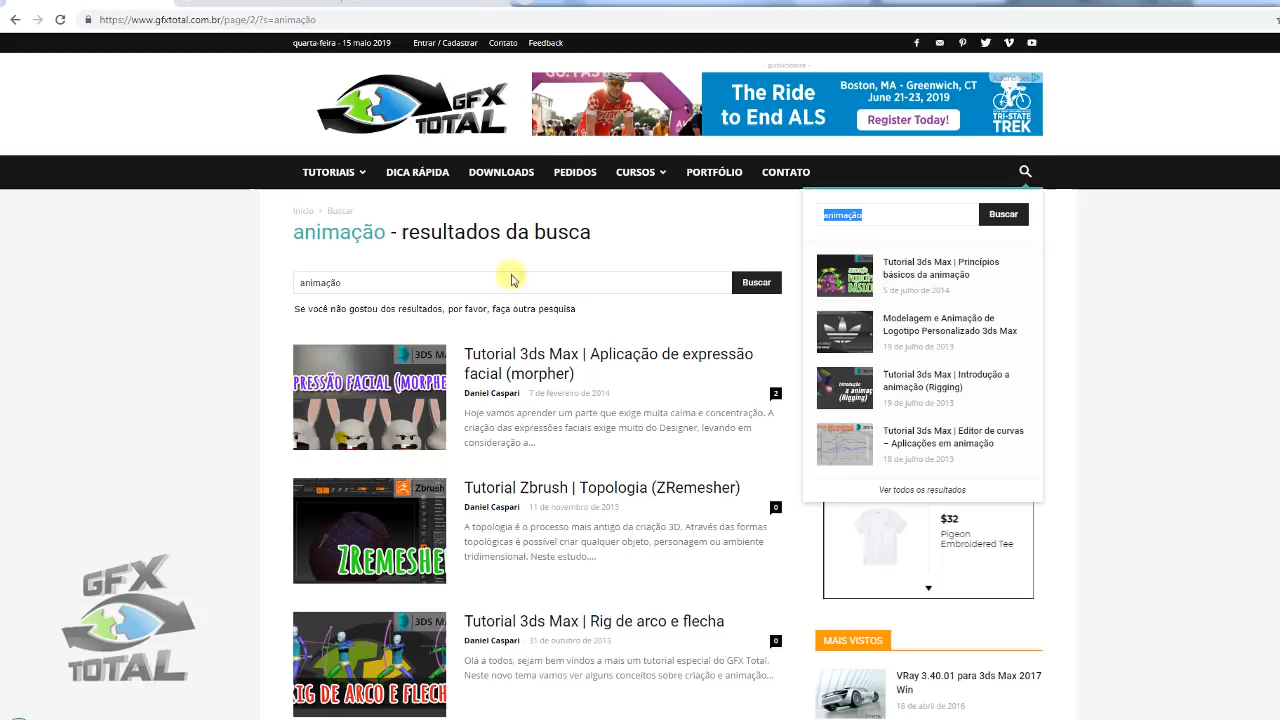 https://www.gfxtotal.com.br/page/2/?s=animação
quarta-feira - 15 maio 2019
Entrar / Cadastrar
Contato
Feedback
GFX
TOTAL
- publicidade -
The Ride
to End ALS
Boston, MA - Greenwich, CT
June 21-23, 2019
Register Today!
TRI-STATE
TREK
TUTORIAIS
DICA RÁPIDA
DOWNLOADS
PEDIDOS
CURSOS
PORTFÓLIO
CONTATO
Início
Buscar
animação - resultados da busca
animação
Buscar
Se você não gostou dos resultados, por favor, faça outra pesquisa
3DS MA
PRESSÃO FACIAL (MORPHER)
Tutorial 3ds Max | Aplicação de expressão
facial (morpher)
Daniel Caspari - 7 de fevereiro de 2014
2
Hoje vamos aprender um parte que exige muita calma e concentração. A
criação das expressões faciais exige muito do Designer, levando em
consideração a...
Zbrush
ZREMESHE
Tutorial Zbrush | Topologia (ZRemesher)
Daniel Caspari - 11 de novembro de 2013
0
A topologia é o processo mais antigo da criação 3D. Através das formas
topológicas é possível criar qualquer objeto, personagem ou ambiente
tridimensional. Neste estudo,...
3DS MA
RIG DE ARCO E FLECH
Tutorial 3ds Max | Rig de arco e flecha
Daniel Caspari - 31 de outubro de 2013
0
Olá a todos, sejam bem vindos a mais um tutorial especial do GFX Total.
Neste novo tema vamos ver alguns conceitos sobre criação e animação...
animação
Buscar
Tutorial 3ds Max | Princípios
básicos da animação
5 de julho de 2014
Modelagem e Animação de
Logotipo Personalizado 3ds Max
19 de julho de 2013
Introdução
a anima
(Rigging)
Tutorial 3ds Max | Introdução a
animação (Rigging)
19 de julho de 2013
Tutorial 3ds Max | Editor de curvas
– Aplicações em animação
18 de julho de 2013
Ver todos os resultados
$32
Pigeon
Embroidered Tee
MAIS VISTOS
VRay 3.40.01 para 3ds Max 2017
Win
18 de abril de 2016
GFX
TOTAL